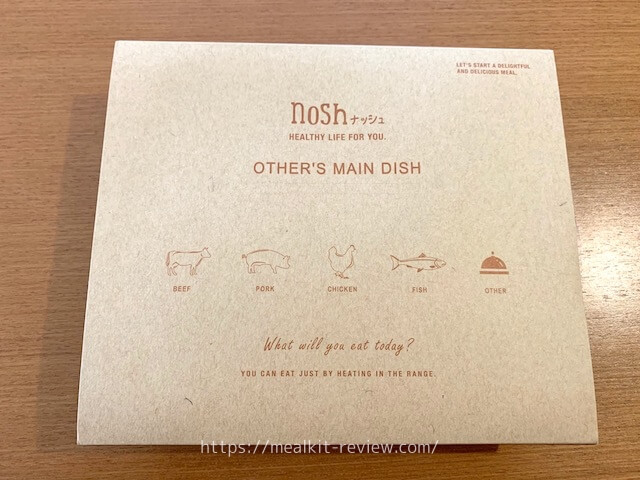 LET'S START A DELIGHTFUL
AND DELICIOUS MEAL.
nosh ナッシュ
HEALTHY LIFE FOR YOU.
OTHER'S MAIN DISH
BEEF PORK CHICKEN FISH OTHER
What will you eat today?
YOU CAN EAT JUST BY HEATING IN THE RANGE.
https://mealkit-review.com/